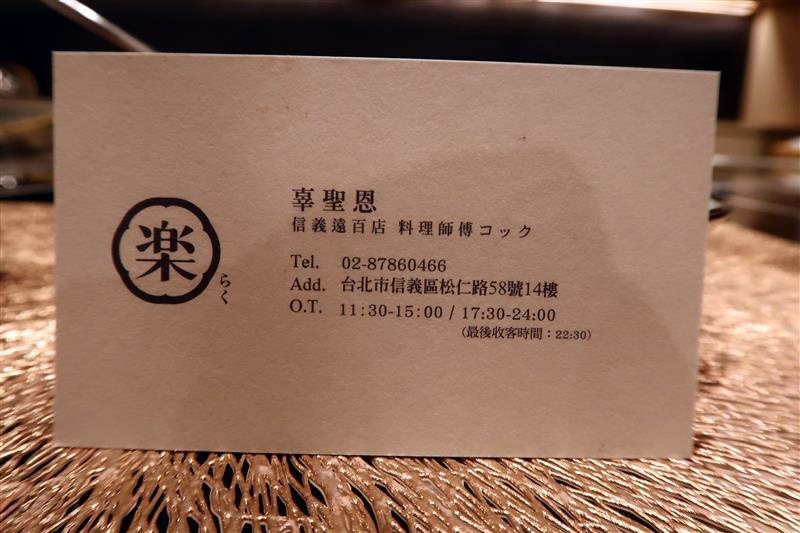 楽
らく
辜聖恩
信義遠百店 料理師傅コック
Tel. 02-87860466
Add. 台北市信義區松仁路58號14樓
O.T. 11:30-15:00 / 17:30-24:00
(最後收客時間：22:30)